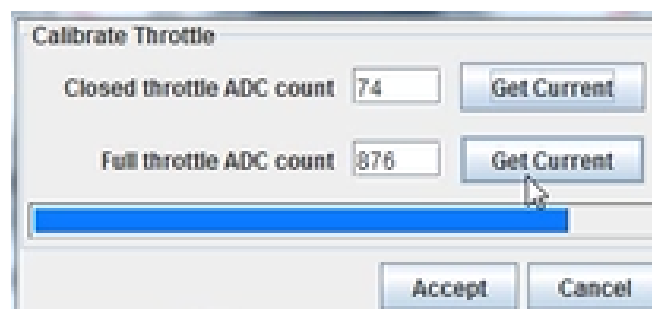 Calibrate Throttle
Closed throttle ADC count 74 Get Current
Full throttle ADC count 876 Get Current
Accept Cancel